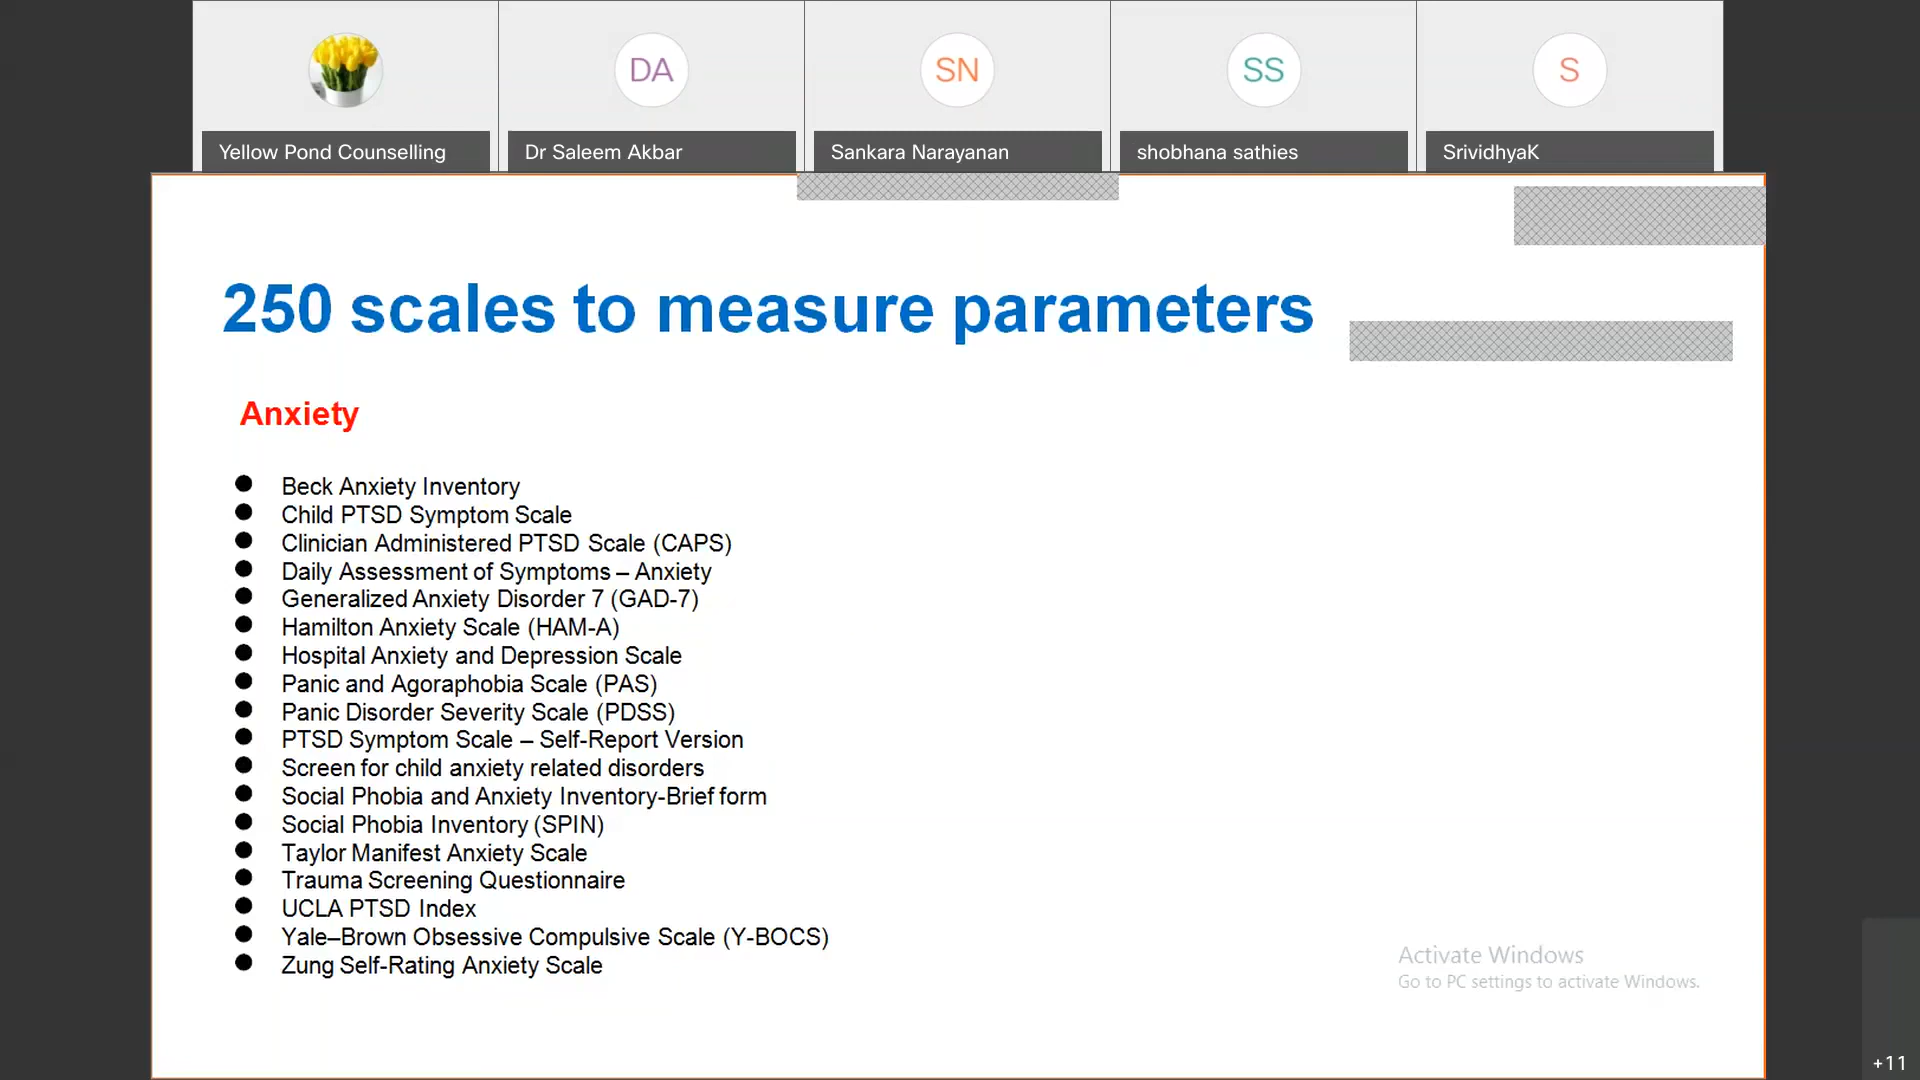 DA
SN
SS
S
Yellow Pond Counselling
Dr Saleem Akbar
Sankara Narayanan
shobhana sathies
SrividhyaK
250 scales to measure parameters
Anxiety
● Beck Anxiety Inventory
● Child PTSD Symptom Scale
● Clinician Administered PTSD Scale (CAPS)
● Daily Assessment of Symptoms – Anxiety
● Generalized Anxiety Disorder 7 (GAD-7)
● Hamilton Anxiety Scale (HAM-A)
● Hospital Anxiety and Depression Scale
● Panic and Agoraphobia Scale (PAS)
● Panic Disorder Severity Scale (PDSS)
● PTSD Symptom Scale – Self-Report Version
● Screen for child anxiety related disorders
● Social Phobia and Anxiety Inventory-Brief form
● Social Phobia Inventory (SPIN)
● Taylor Manifest Anxiety Scale
● Trauma Screening Questionnaire
● UCLA PTSD Index
● Yale–Brown Obsessive Compulsive Scale (Y-BOCS)
● Zung Self-Rating Anxiety Scale
Activate Windows
Go to PC settings to activate Windows.
+11